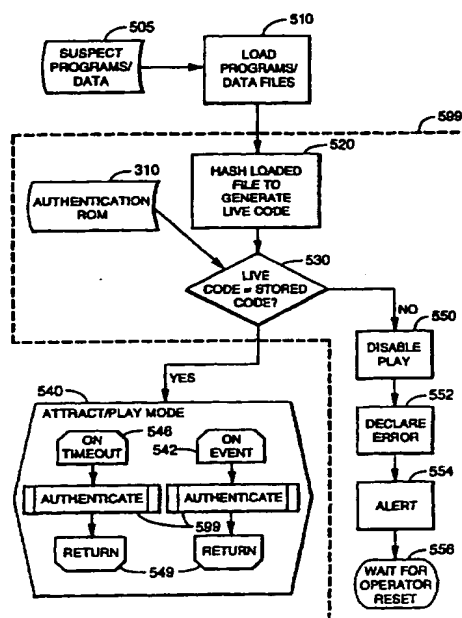 505
510
SUSPECT
PROGRAMS/
DATA
LOAD
PROGRAMS/
DATA FILES
599
520
310
HASH LOADED
FILE TO
GENERATE
LIVE CODE
AUTHENTICATION
ROM
530
LIVE
CODE = STORED
CODE?
NO
550
DISABLE
PLAY
YES
540
552
ATTRACT/PLAY MODE
DECLARE
ERROR
546
542
ON
TIMEOUT
ON
EVENT
554
AUTHENTICATE
AUTHENTICATE
ALERT
599
RETURN
RETURN
549
556
WAIT FOR
OPERATOR
RESET